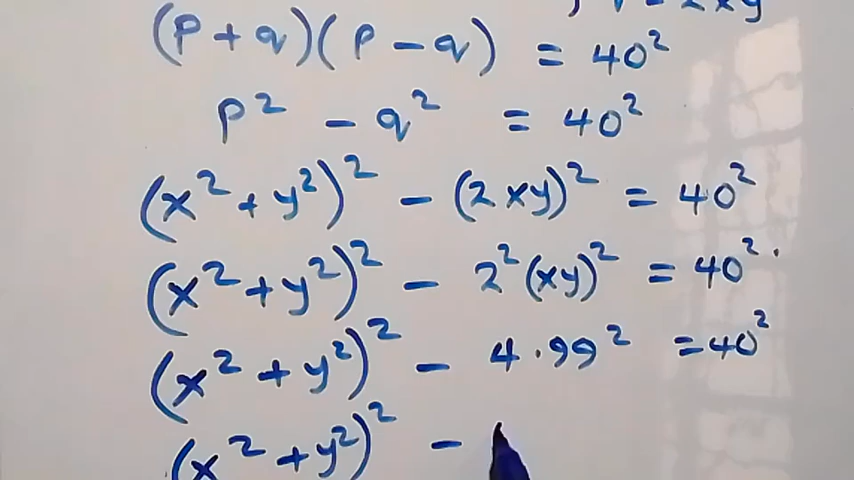 (P + q)(P - q) = 40²
P² - q² = 40²
(x² + y²)² - (2xy)² = 40²
(x² + y²)² - 2²(xy)² = 40².
(x² + y²)² - 4.99² = 40²
(x² + y²)² -